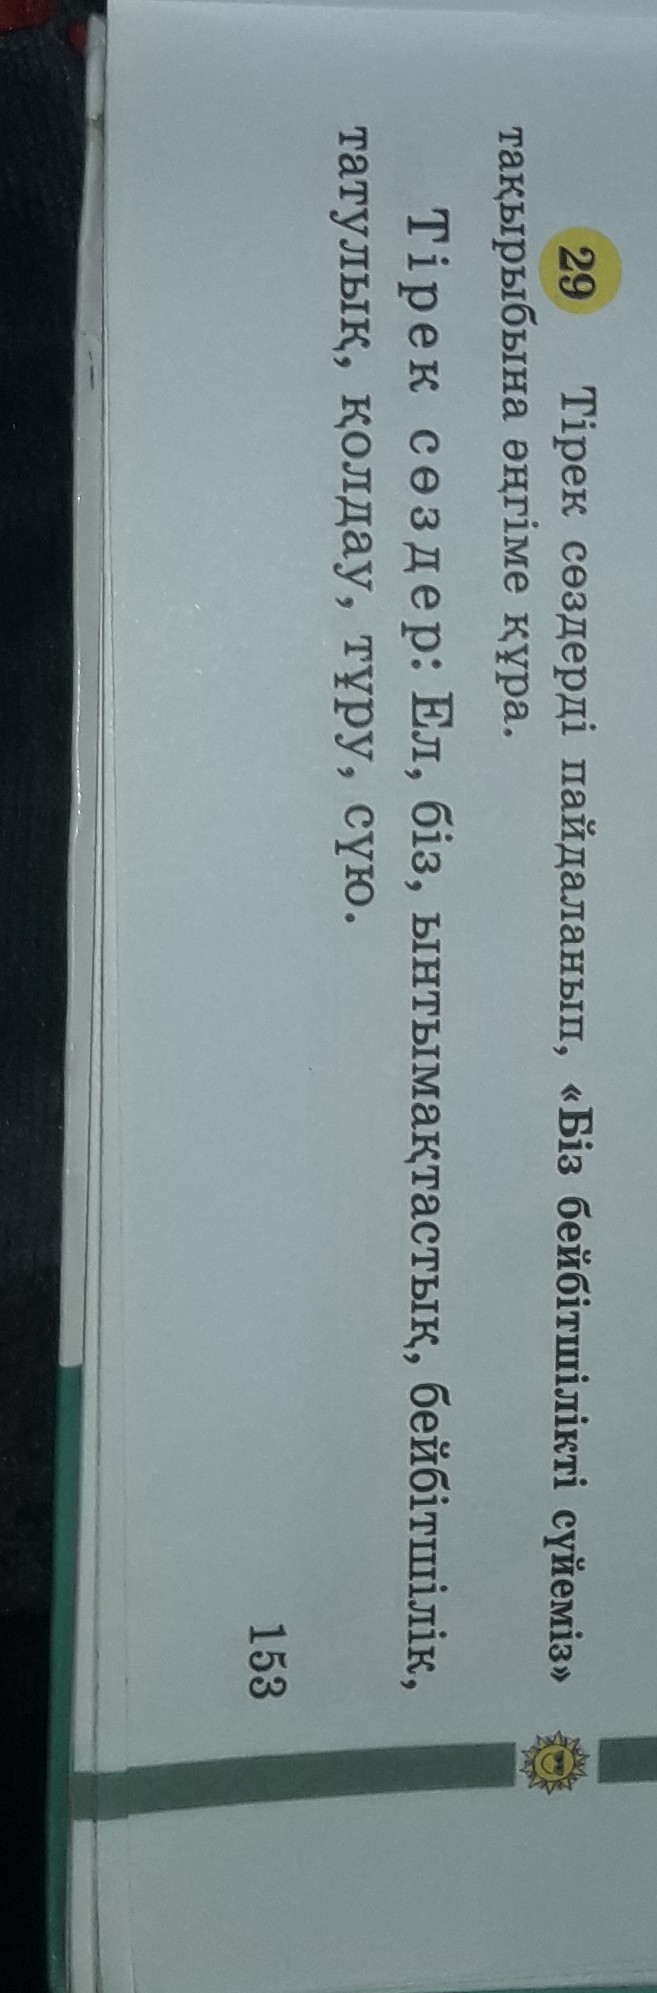 29 Тірек сөздерді пайдаланып, «Біз бейбітшілікті сүйеміз»
тақырыбына әңгіме құра.
Тірек сөздер: Ел, біз, ынтымақтастық, бейбітшілік,
татулық, қолдау, тұру, сүю.
153